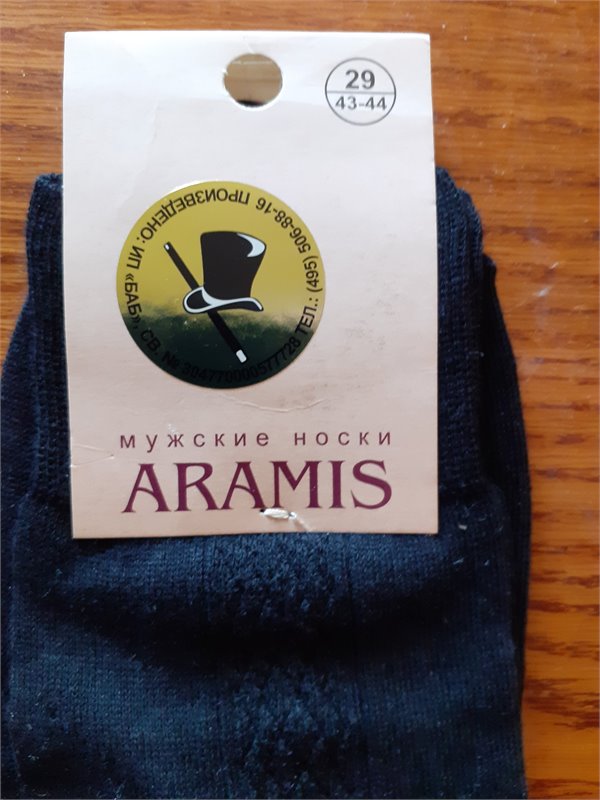 29
43-44
ПРОИЗВЕДЕНО: ИП «БАБ», СВ. № 304770000577728 ТЕЛ.: (495) 506-88-16
мужские носки
ARAMIS